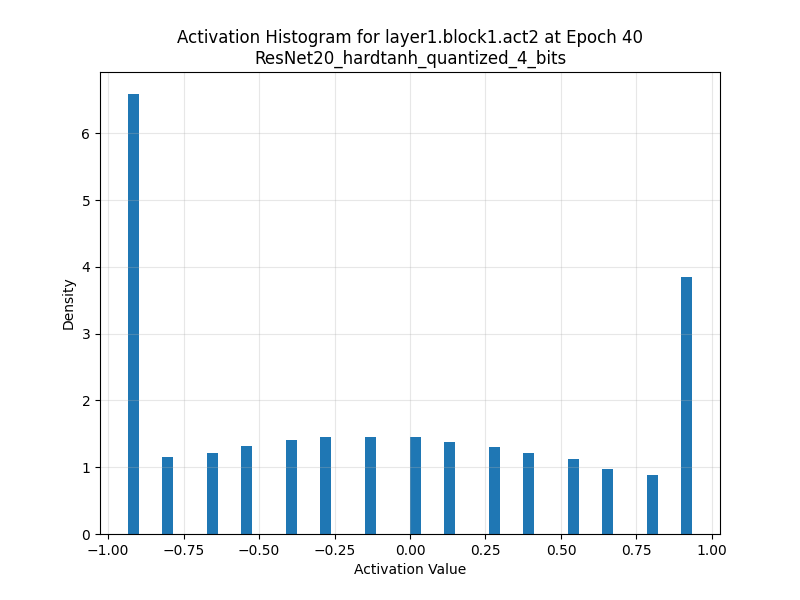 Activation Histogram for layer1.block1.act2 at Epoch 40
ResNet20_hardtanh_quantized_4_bits
Density
6
5
4
3
2
1
0
−1.00 −0.75 −0.50 −0.25 0.00 0.25 0.50 0.75 1.00
Activation Value